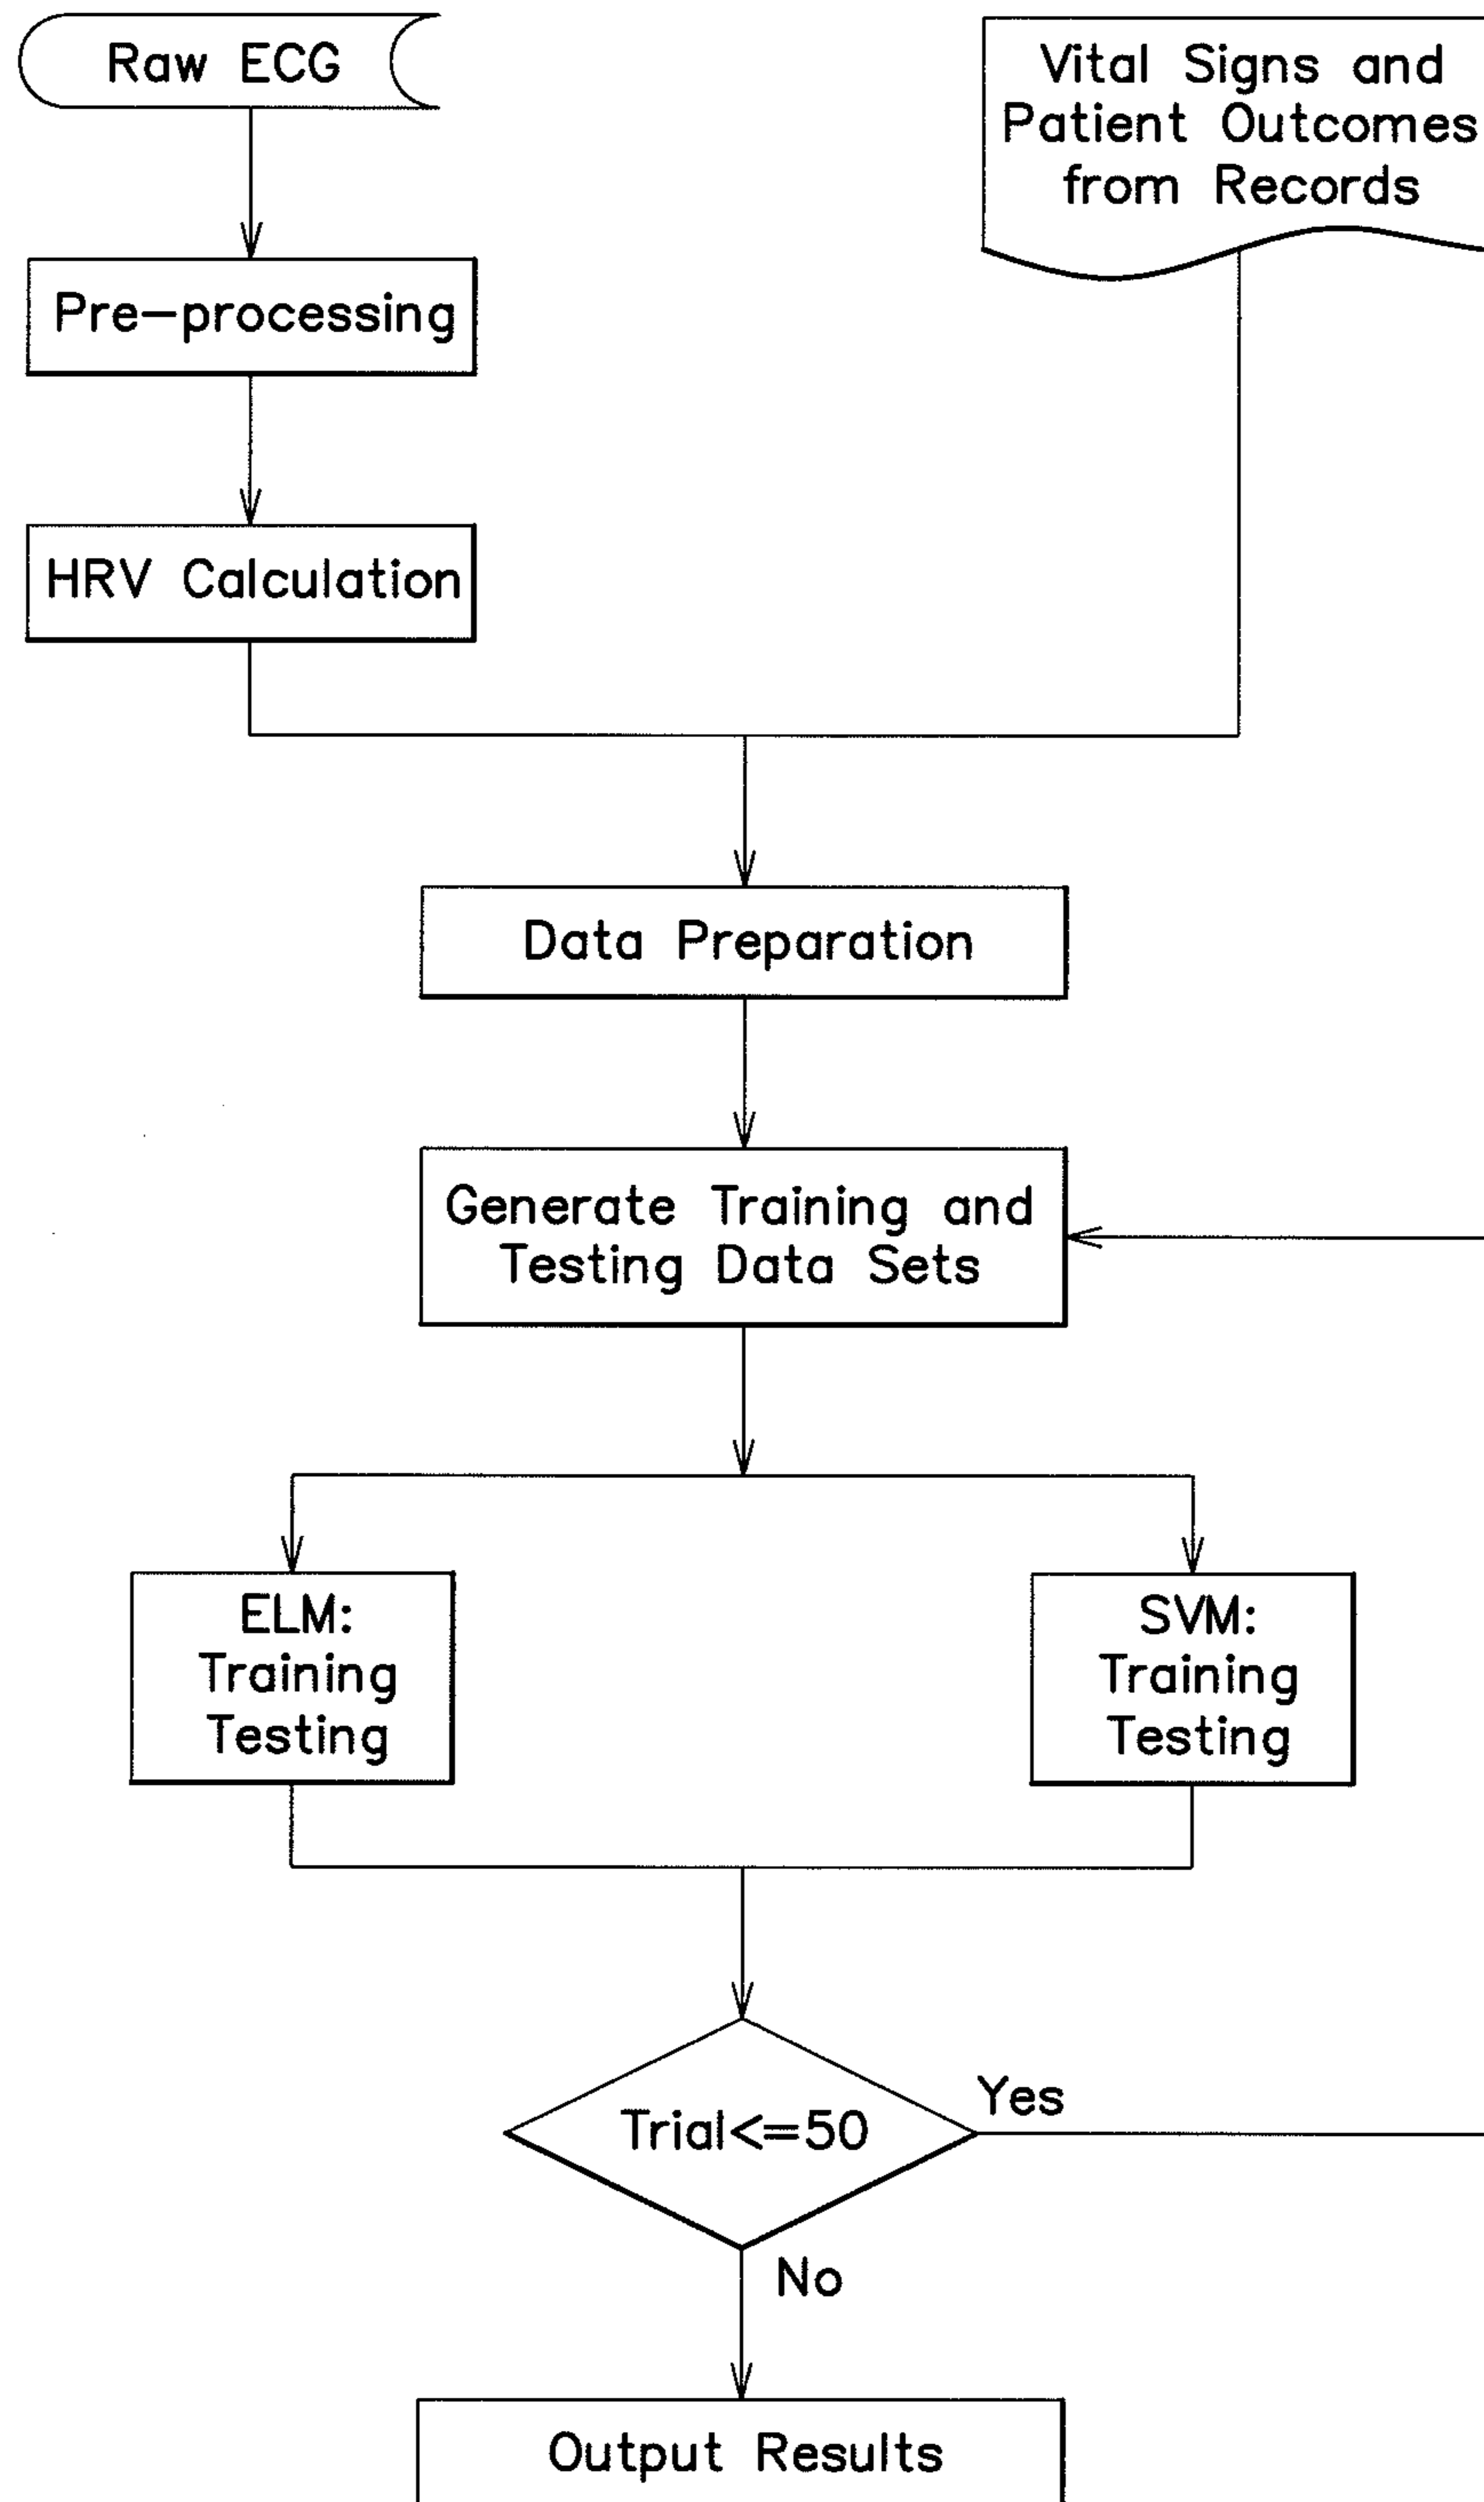 Raw ECG
Vital Signs and
Patient Outcomes
from Records
Pre-processing
HRV Calculation
Data Preparation
Generate Training and
Testing Data Sets
ELM:
Training
Testing
SVM:
Training
Testing
Trial<=50
Yes
No
Output Results